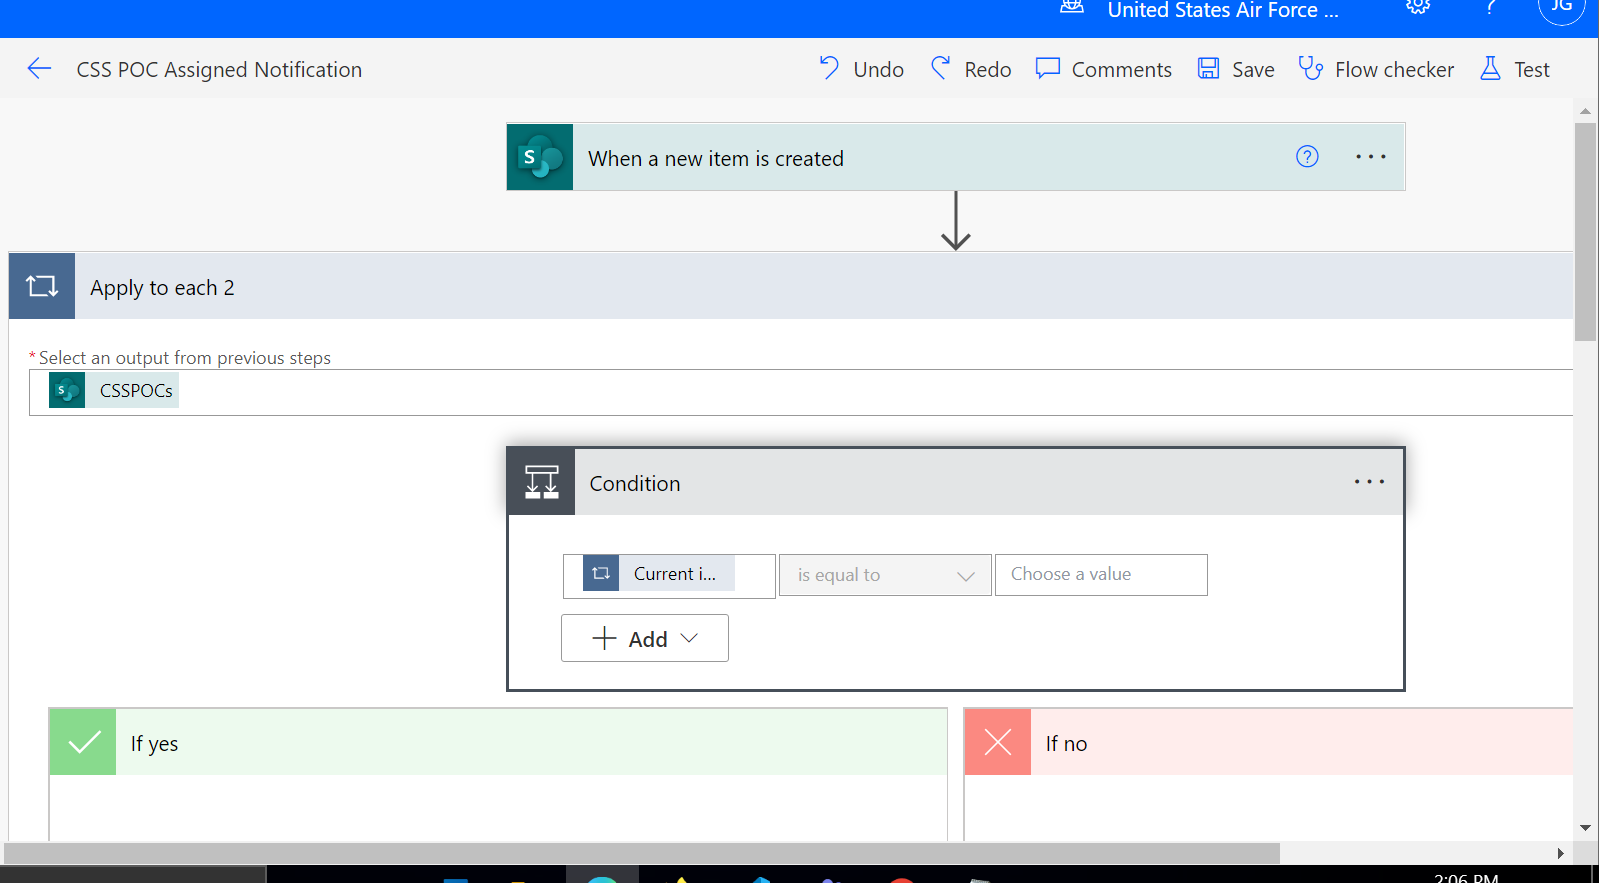 United States Air Force ...
JG
CSS POC Assigned Notification
Undo
Redo
Comments
Save
Flow checker
Test
S
When a new item is created
?
...
Apply to each 2
* Select an output from previous steps
S
CSSPOCs
Condition
...
Current i...
is equal to
Choose a value
+ Add
If yes
If no
2:06 PM